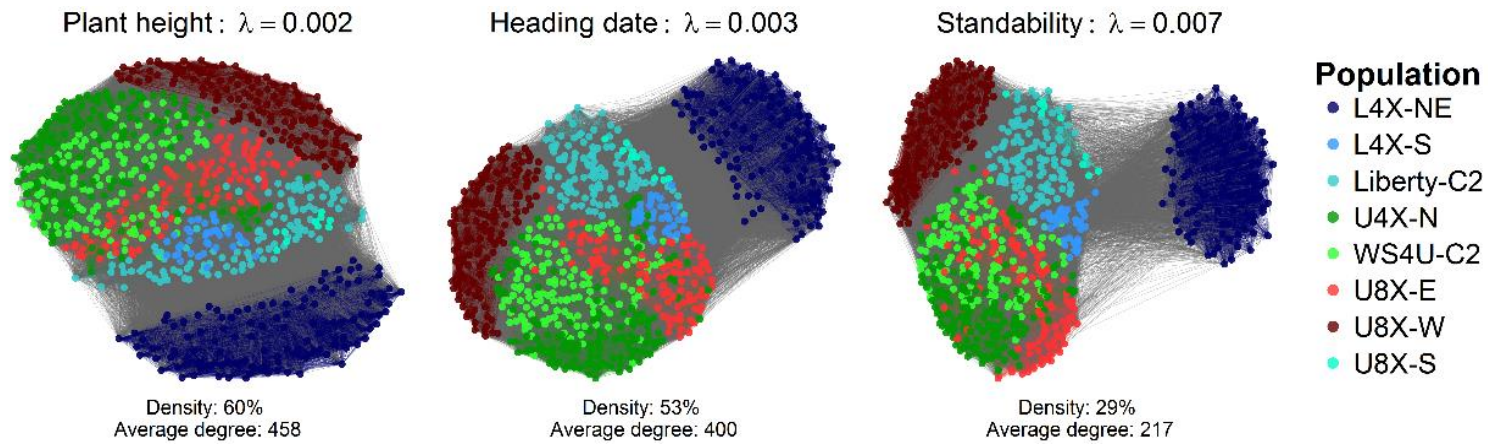 Plant height : λ = 0.002
Heading date : λ = 0.003
Standability : λ = 0.007
Population
L4X-NE
L4X-S
Liberty-C2
U4X-N
WS4U-C2
U8X-E
U8X-W
U8X-S
Density: 60%
Average degree: 458
Density: 53%
Average degree: 400
Density: 29%
Average degree: 217